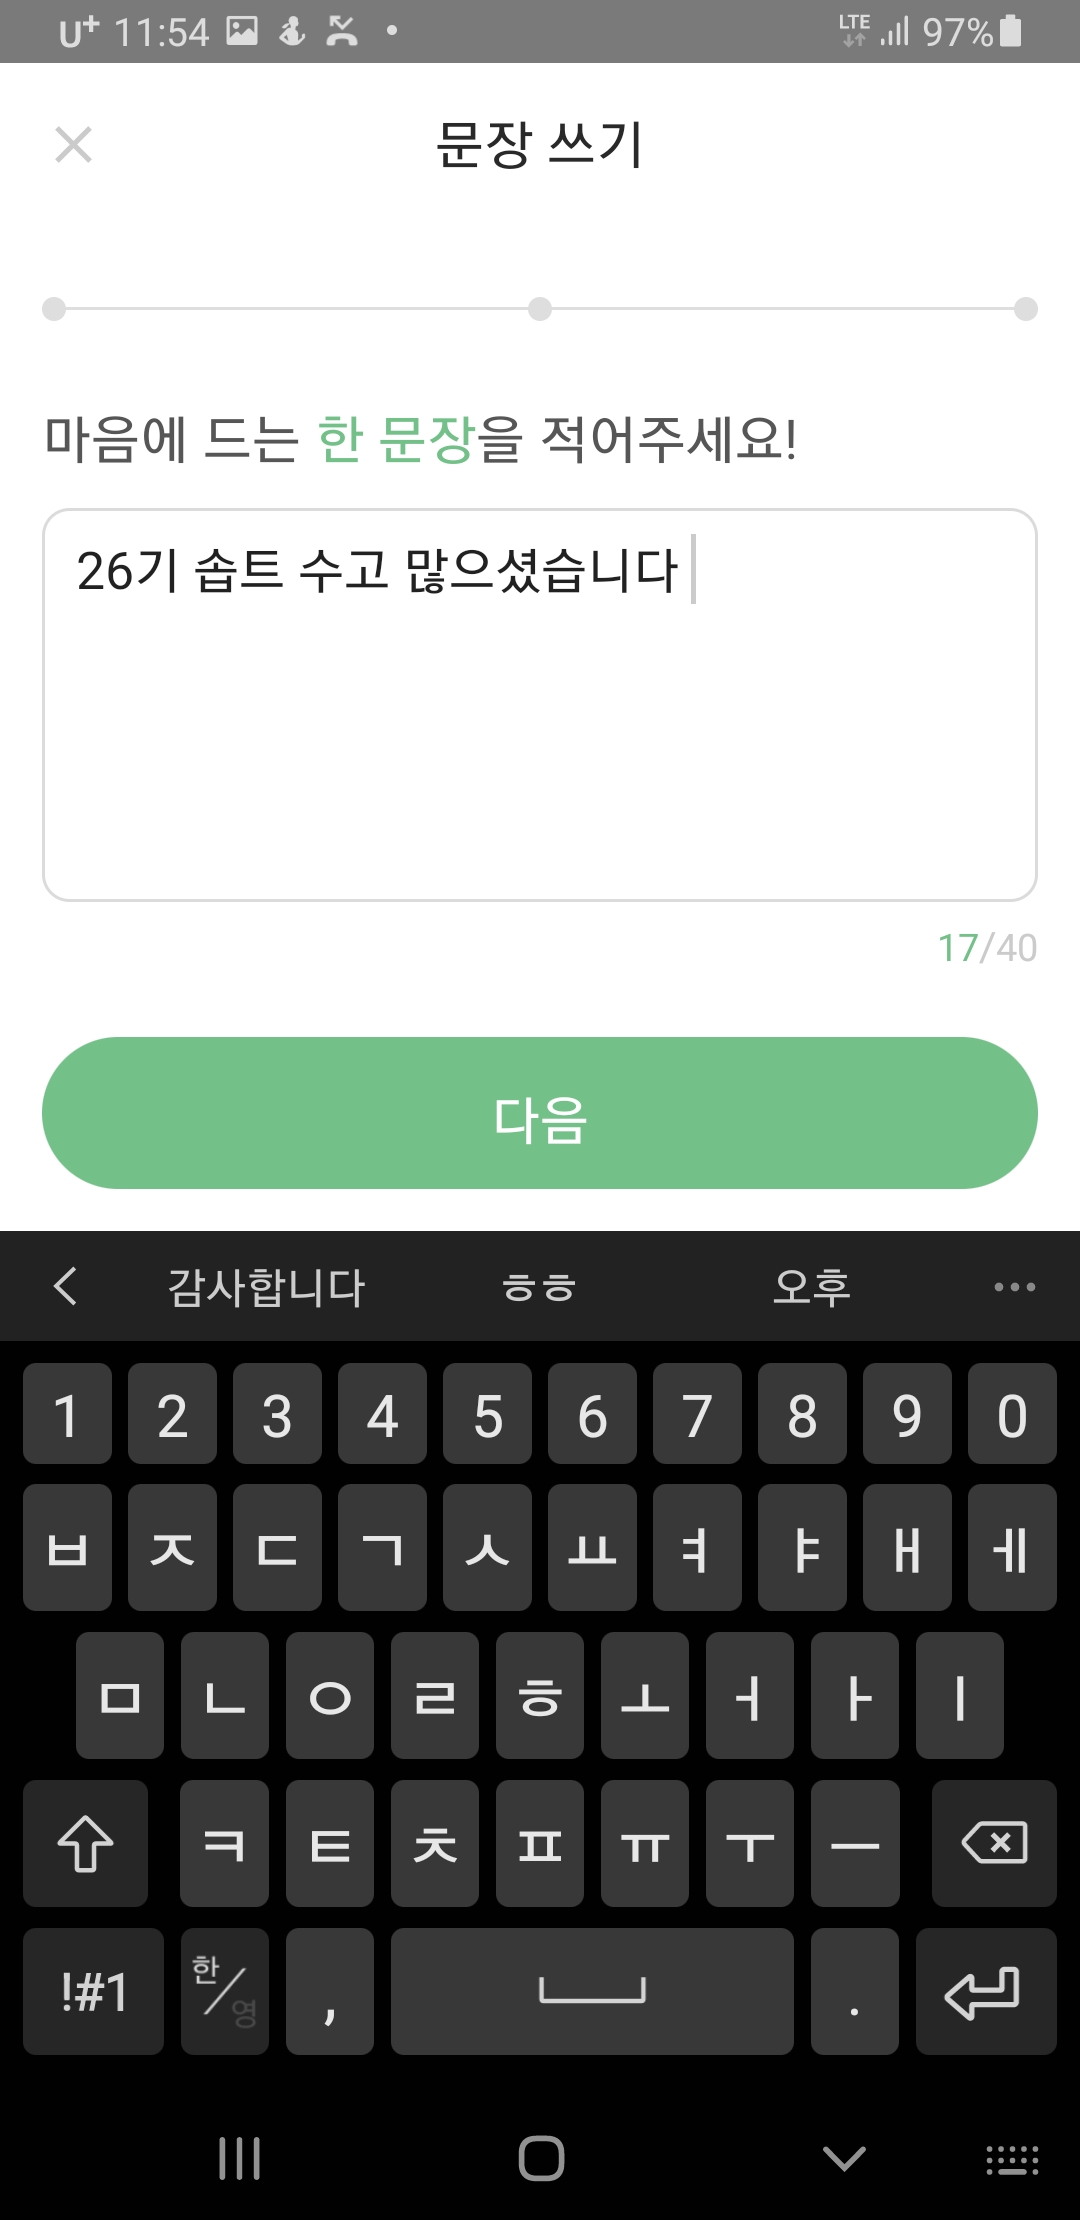 U+ 11:54 LTE 97%
문장 쓰기
마음에 드는 한 문장을 적어주세요!
26기 솝트 수고 많으셨습니다
17/40
다음
감사합니다 ㅎㅎ 오후
1 2 3 4 5 6 7 8 9 0
ㅂ ㅈ ㄷ ㄱ ㅅ ㅛ ㅕ ㅑ ㅐ ㅔ
ㅁ ㄴ ㅇ ㄹ ㅎ ㅗ ㅓ ㅏ ㅣ
ㅋ ㅌ ㅊ ㅍ ㅠ ㅜ ㅡ
!#1 한/영 , .